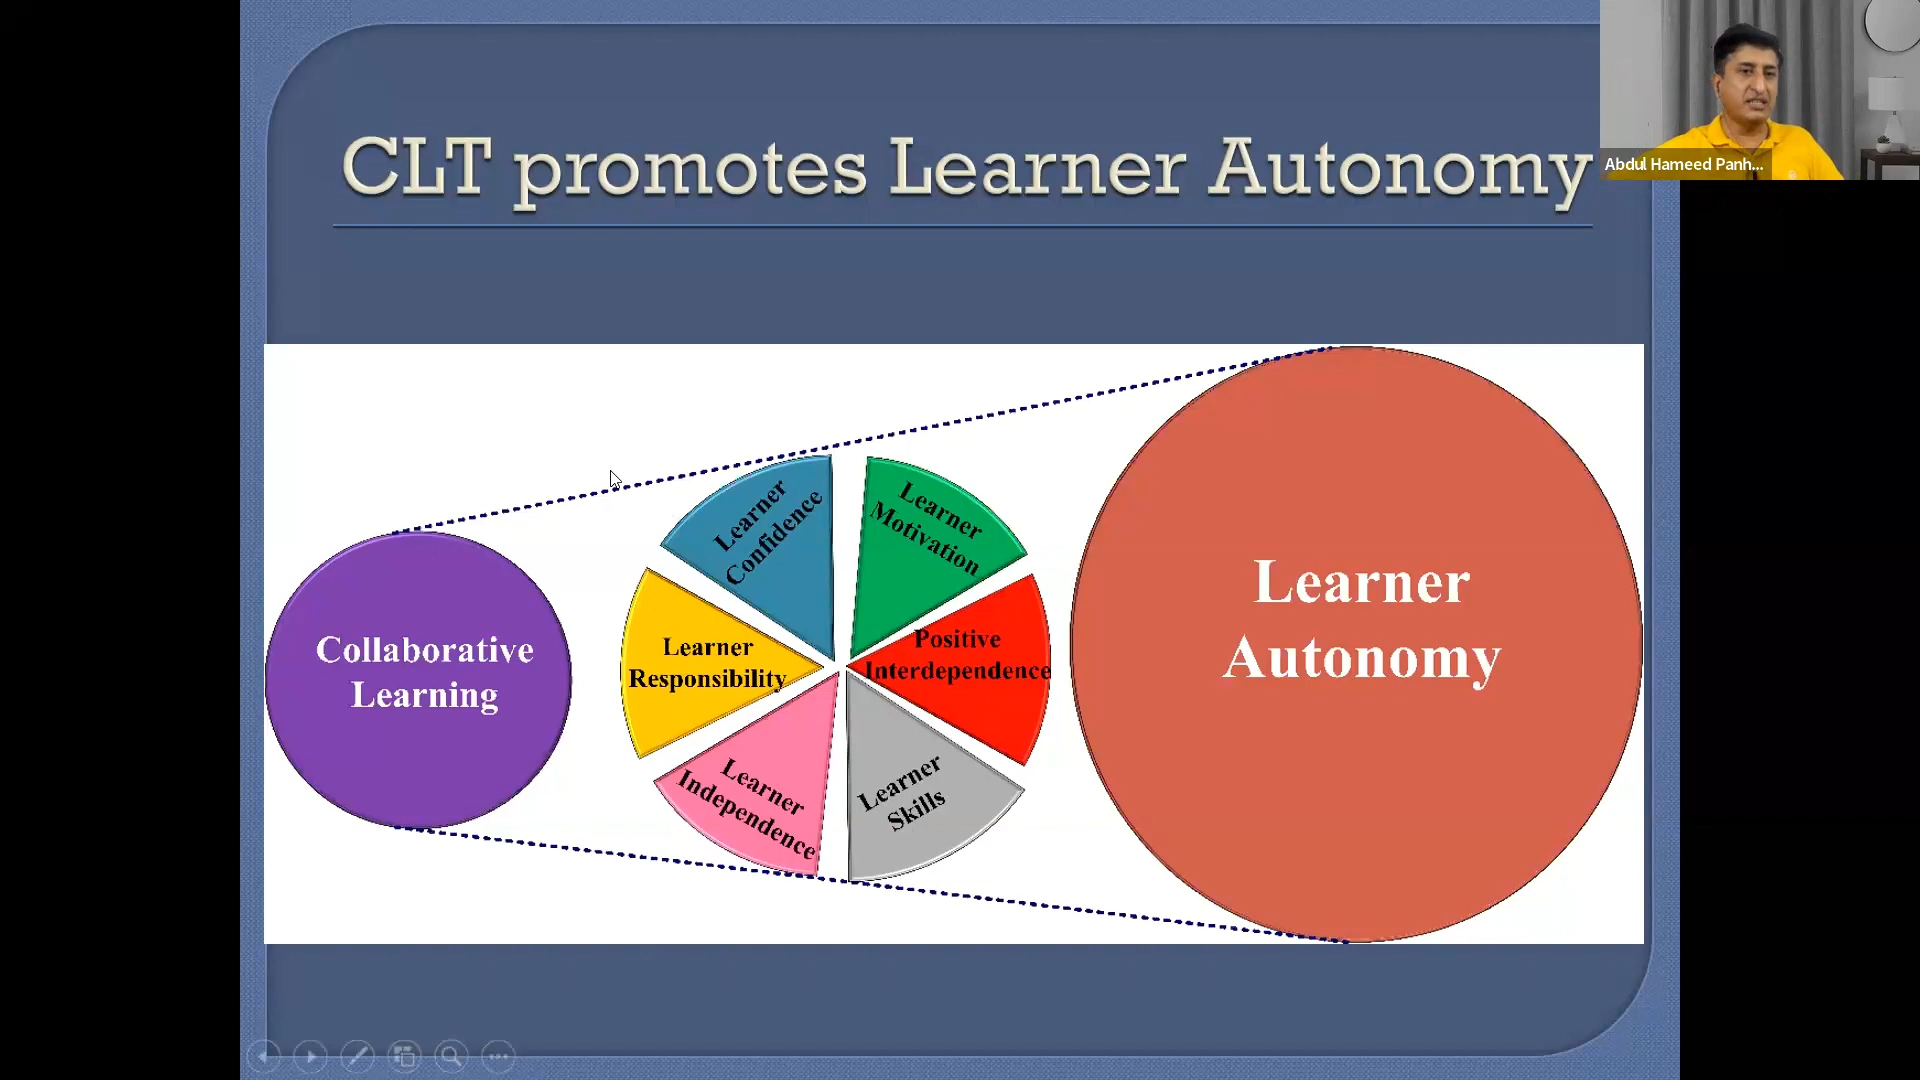 CLT promotes Learner Autonomy
Abdul Hameed Panh...
Collaborative
Learning
Learner
Confidence
Learner
Motivation
Learner
Responsibility
Positive
Interdependence
Learner
Independence
Learner
Skills
Learner
Autonomy